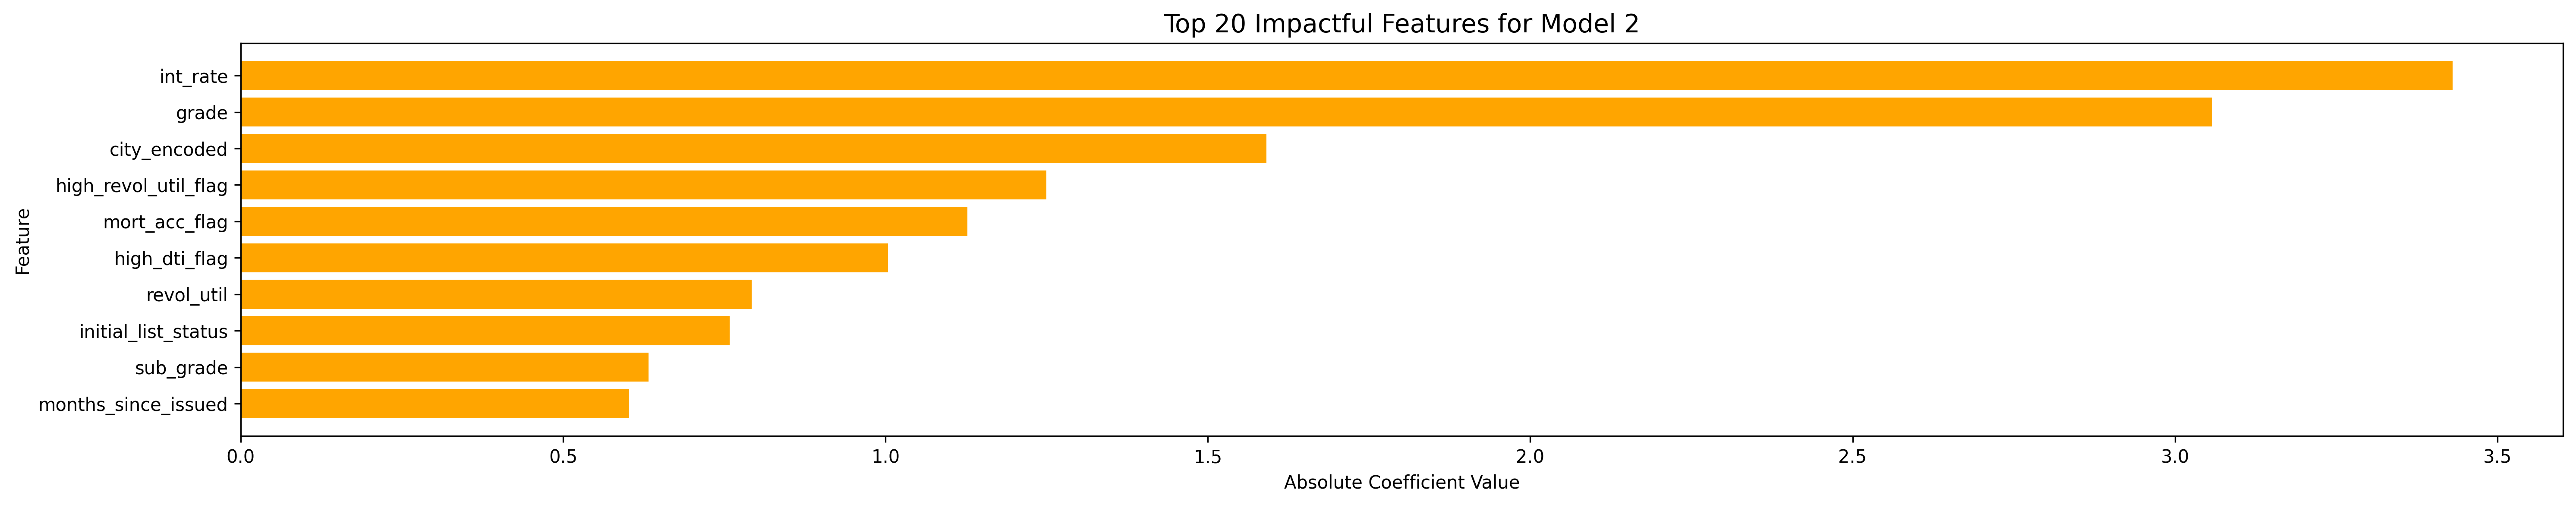 Top 20 Impactful Features for Model 2
Feature
int_rate
grade
city_encoded
high_revol_util_flag
mort_acc_flag
high_dti_flag
revol_util
initial_list_status
sub_grade
months_since_issued
0.0 0.5 1.0 1.5 2.0 2.5 3.0 3.5
Absolute Coefficient Value